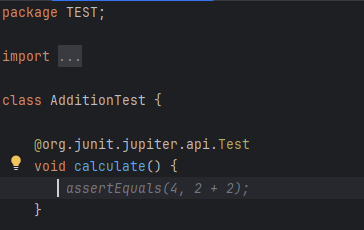 package TEST;
import ...
class AdditionTest {
@org.junit.jupiter.api.Test
void calculate() {
assertEquals(4, 2 + 2);
}